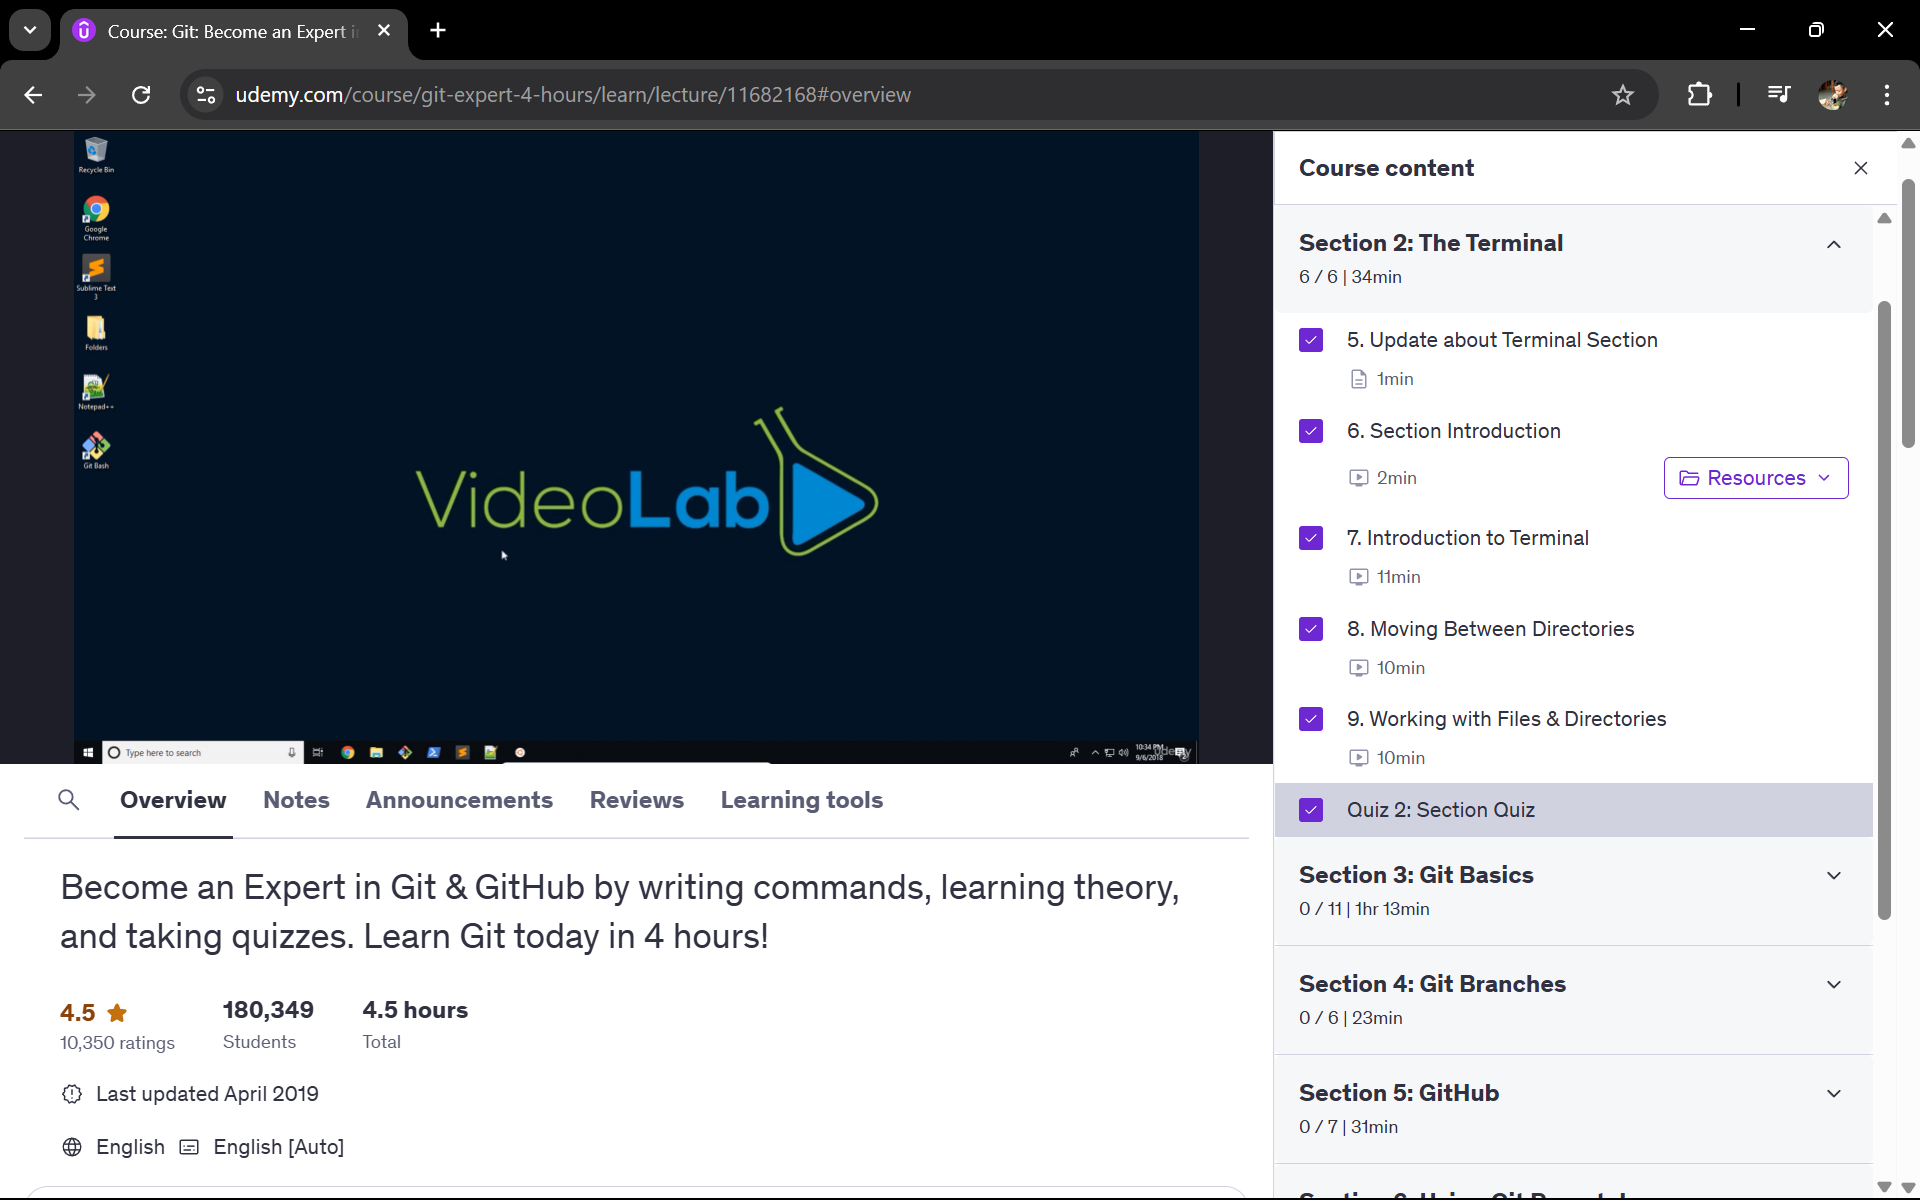 Course: Git: Become an Expert i
udemy.com/course/git-expert-4-hours/learn/lecture/11682168#overview
Recycle Bin
Google
Chrome
Sublime Text
3
Folders
Notepad++
Git Bash
VideoLab
Type here to search
10:34 PM
9/6/2018
Udemy
Overview
Notes
Announcements
Reviews
Learning tools
Become an Expert in Git & GitHub by writing commands, learning theory,
and taking quizzes. Learn Git today in 4 hours!
4.5
180,349
4.5 hours
10,350 ratings
Students
Total
Last updated April 2019
English
English [Auto]
Course content
Section 2: The Terminal
6 / 6 | 34min
5. Update about Terminal Section
1min
6. Section Introduction
2min
Resources
7. Introduction to Terminal
11min
8. Moving Between Directories
10min
9. Working with Files & Directories
10min
Quiz 2: Section Quiz
Section 3: Git Basics
0 / 11 | 1hr 13min
Section 4: Git Branches
0 / 6 | 23min
Section 5: GitHub
0 / 7 | 31min